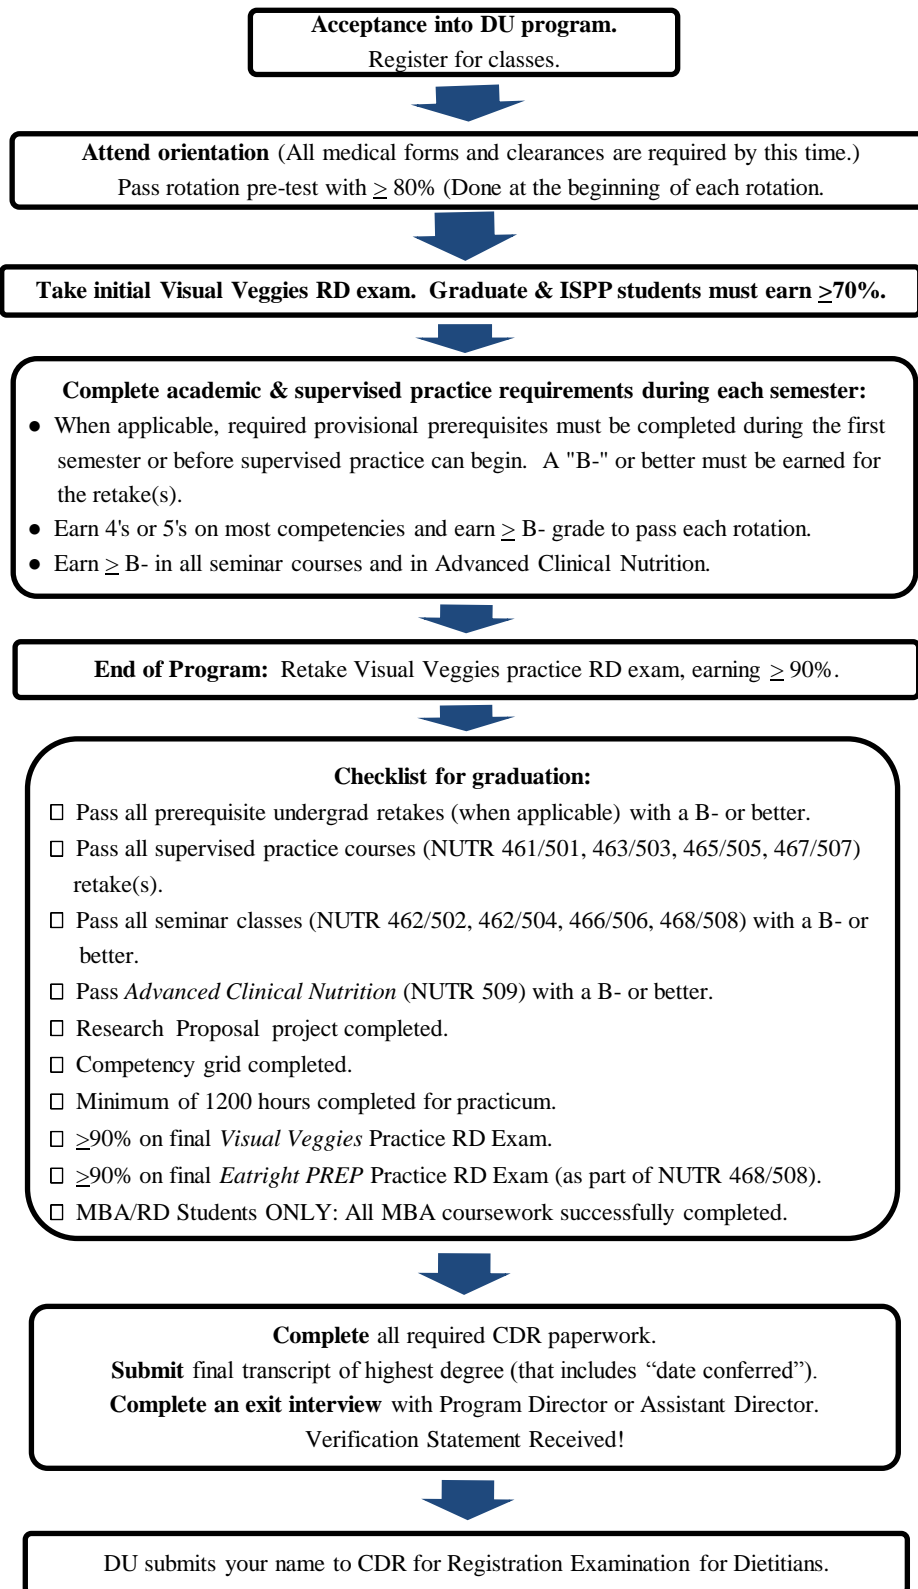 Acceptance into DU program.
Register for classes.
Attend orientation (All medical forms and clearances are required by this time.)
Pass rotation pre-test with ≥ 80% (Done at the beginning of each rotation.
Take initial Visual Veggies RD exam. Graduate & ISPP students must earn ≥70%.
Complete academic & supervised practice requirements during each semester:
● When applicable, required provisional prerequisites must be completed during the first
semester or before supervised practice can begin. A "B-" or better must be earned for
the retake(s).
● Earn 4's or 5's on most competencies and earn ≥ B- grade to pass each rotation.
● Earn ≥ B- in all seminar courses and in Advanced Clinical Nutrition.
End of Program: Retake Visual Veggies practice RD exam, earning ≥ 90%.
Checklist for graduation:
□ Pass all prerequisite undergrad retakes (when applicable) with a B- or better.
□ Pass all supervised practice courses (NUTR 461/501, 463/503, 465/505, 467/507)
retake(s).
□ Pass all seminar classes (NUTR 462/502, 462/504, 466/506, 468/508) with a B- or
better.
□ Pass Advanced Clinical Nutrition (NUTR 509) with a B- or better.
□ Research Proposal project completed.
□ Competency grid completed.
□ Minimum of 1200 hours completed for practicum.
□ ≥90% on final Visual Veggies Practice RD Exam.
□ ≥90% on final Eatright PREP Practice RD Exam (as part of NUTR 468/508).
□ MBA/RD Students ONLY: All MBA coursework successfully completed.
Complete all required CDR paperwork.
Submit final transcript of highest degree (that includes “date conferred”).
Complete an exit interview with Program Director or Assistant Director.
Verification Statement Received!
DU submits your name to CDR for Registration Examination for Dietitians.